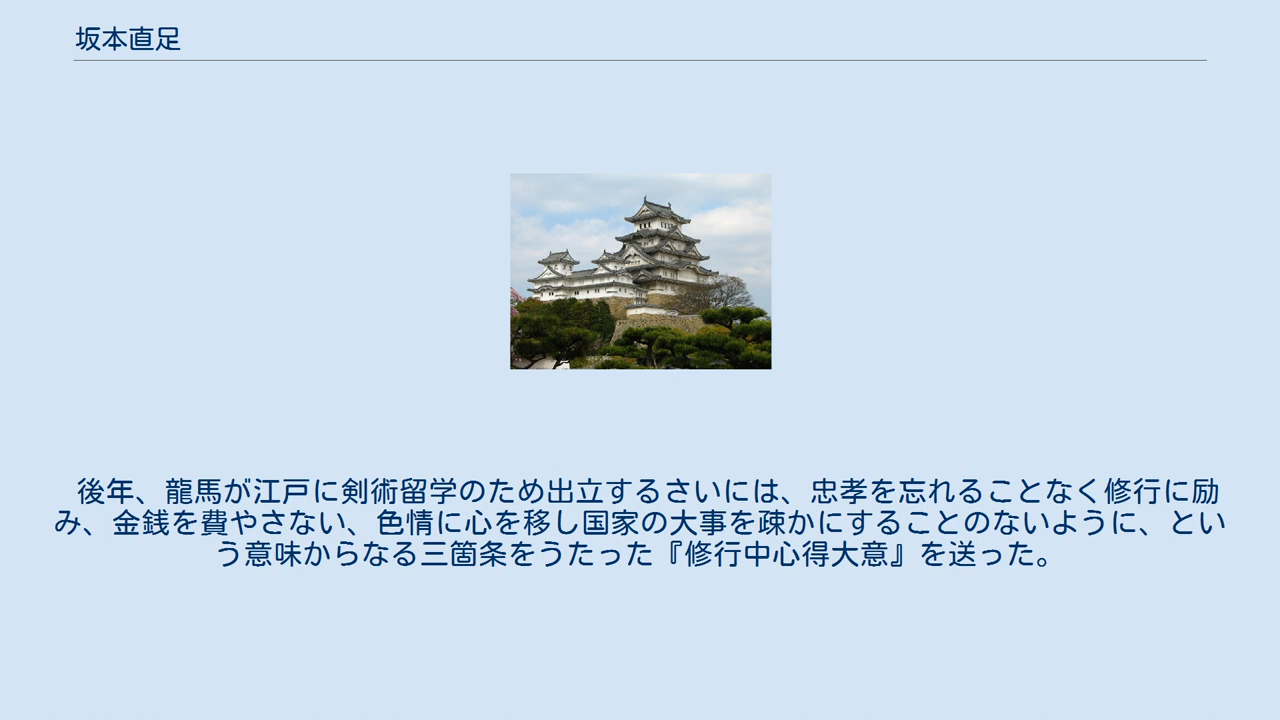 坂本直足
後年、龍馬が江戸に剣術留学のため出立するさいには、忠孝を忘れることなく修行に励
み、金銭を費やさない、色情に心を移し国家の大事を疎かにすることのないように、とい
う意味からなる三箇条をうたった『修行中心得大意』を送った。